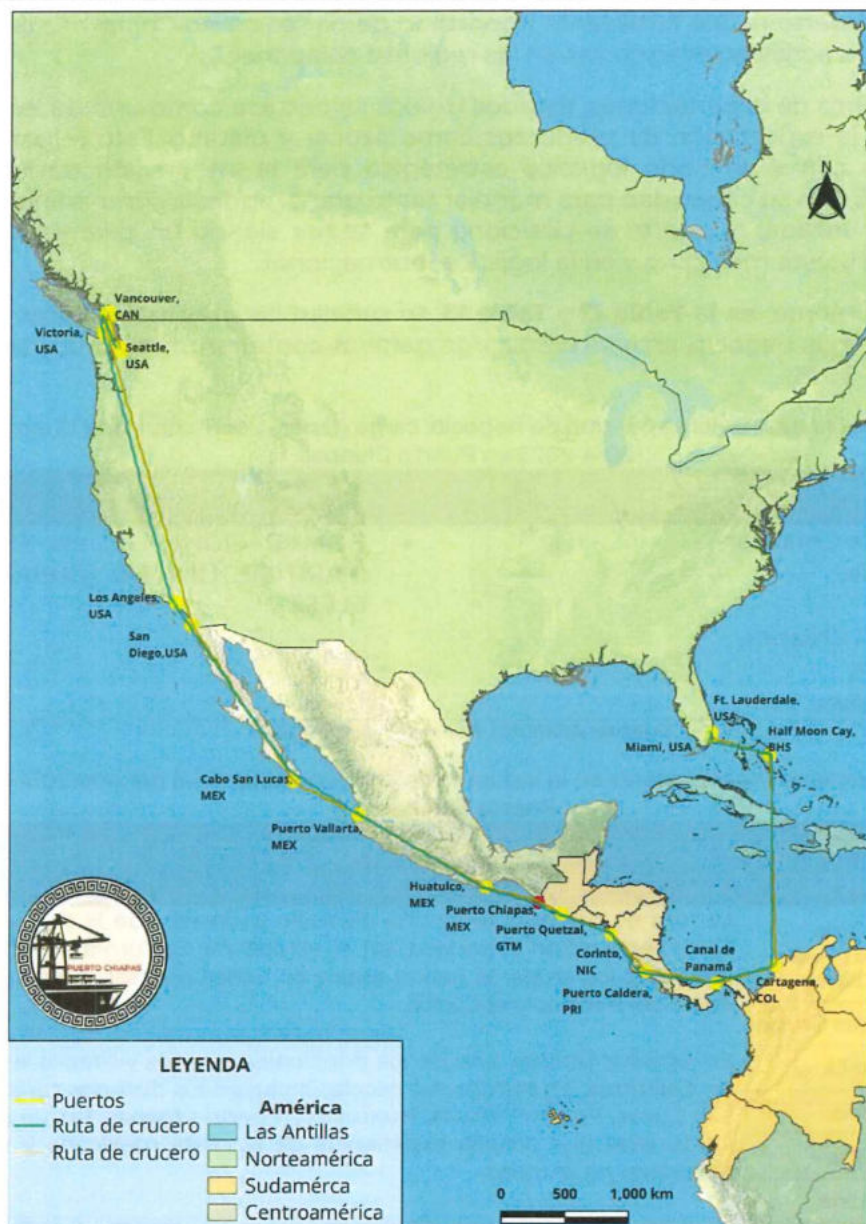 Vancouver,
CAN
Victoria,
USA
Seattle,
USA
Los Angeles,
USA
San
Diego,USA
Ft. Lauderdale,
USA
Half Moon Cay,
BHS
Miami, USA
Cabo San Lucas,
MEX
Puerto Vallarta,
MEX
Huatulco,
MEX
Puerto Chiapas,
MEX
Puerto Quetzal,
GTM
Corinto,
NIC
Canal de
Panamá
Puerto Caldera,
PRI
Cartagena,
COL
PUERTO CHIAPAS
LEYENDA
Puertos
Ruta de crucero
Ruta de crucero
América
Las Antillas
Norteamérica
Sudamérca
Centroamérica
0 500 1,000 km